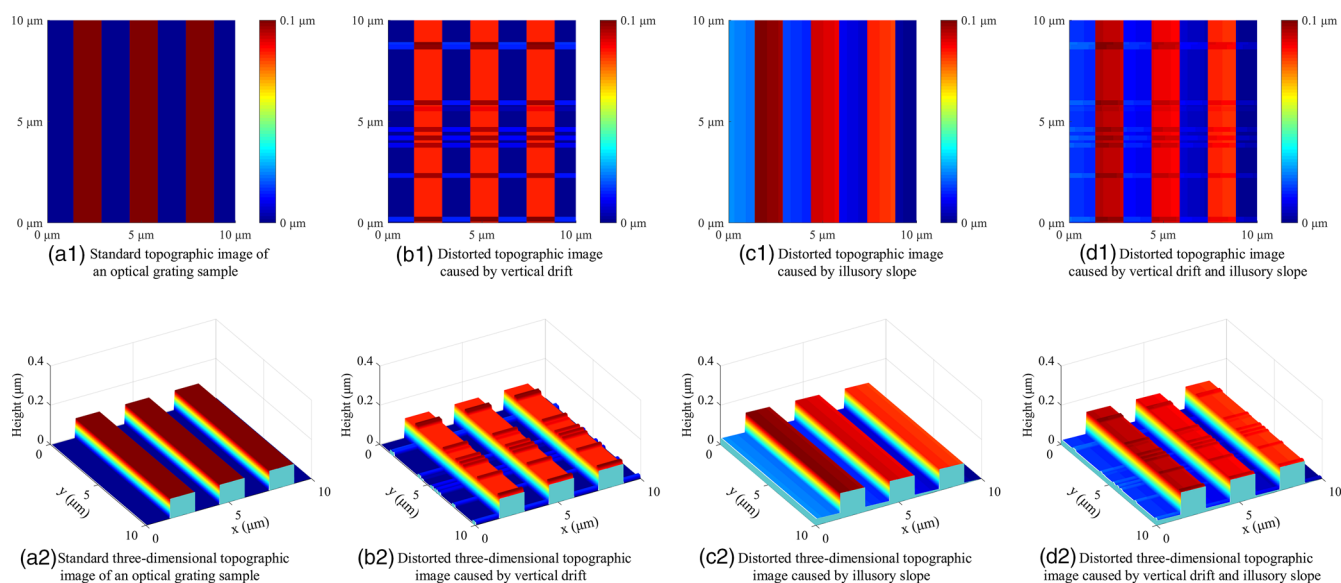 10 μm
5 μm
0 μm
0 μm 5 μm 10 μm
0.1 μm
0 μm
(a1) Standard topographic image of
an optical grating sample
10 μm
5 μm
0 μm
0 μm 5 μm 10 μm
0.1 μm
0 μm
(b1) Distorted topographic image
caused by vertical drift
10 μm
5 μm
0 μm
0 μm 5 μm 10 μm
0.1 μm
0 μm
(c1) Distorted topographic image
caused by illusory slope
10 μm
5 μm
0 μm
0 μm 5 μm 10 μm
0.1 μm
0 μm
(d1) Distorted topographic image
caused by vertical drift and illusory slope
Height (μm)
0.4
0.2
0
0
5
10
y (μm)
0
5
10
x (μm)
(a2) Standard three-dimensional topographic
image of an optical grating sample
Height (μm)
0.4
0.2
0
0
5
10
y (μm)
0
5
10
x (μm)
(b2) Distorted three-dimensional topographic
image caused by vertical drift
Height (μm)
0.4
0.2
0
0
5
10
y (μm)
0
5
10
x (μm)
(c2) Distorted three-dimensional topographic
image caused by illusory slope
Height (μm)
0.4
0.2
0
0
5
10
y (μm)
0
5
10
x (μm)
(d2) Distorted three-dimensional topographic
image caused by vertical drift and illusory slope